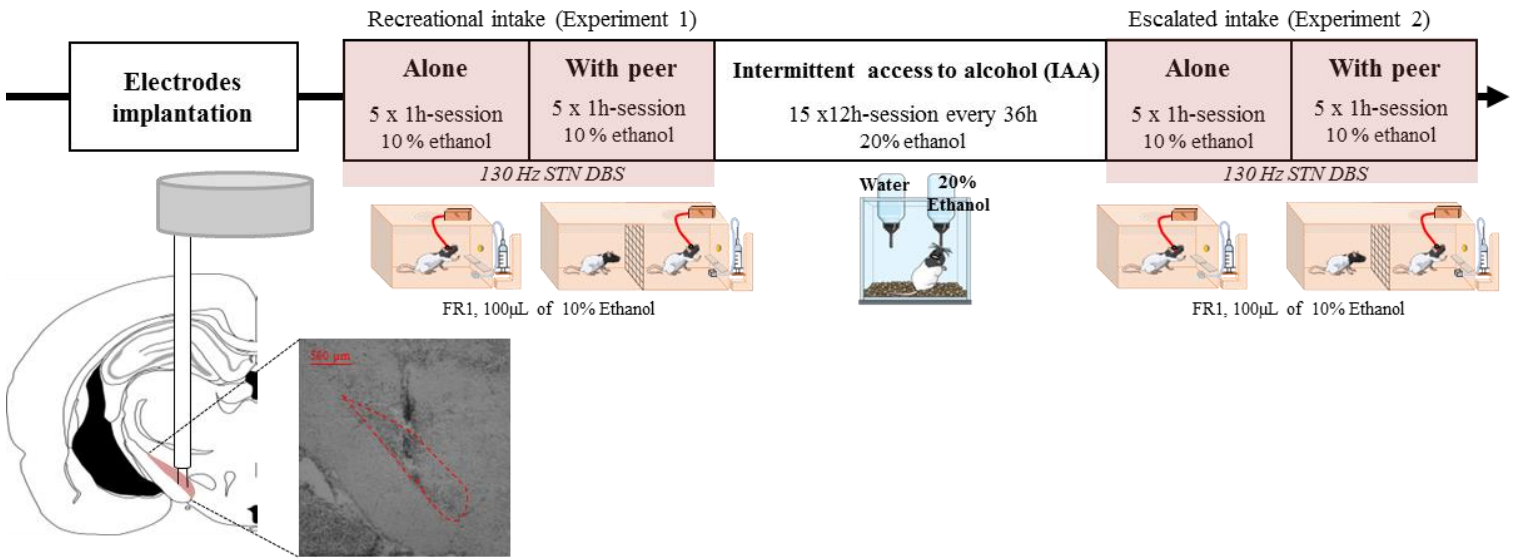 Recreational intake (Experiment 1)
Escalated intake (Experiment 2)
Electrodes
implantation
Alone
5 x 1h-session
10 % ethanol
With peer
5 x 1h-session
10 % ethanol
130 Hz STN DBS
Intermittent access to alcohol (IAA)
15 x12h-session every 36h
20% ethanol
Alone
5 x 1h-session
10 % ethanol
With peer
5 x 1h-session
10 % ethanol
130 Hz STN DBS
Water
20%
Ethanol
FR1, 100µL of 10% Ethanol
FR1, 100µL of 10% Ethanol
500 µm